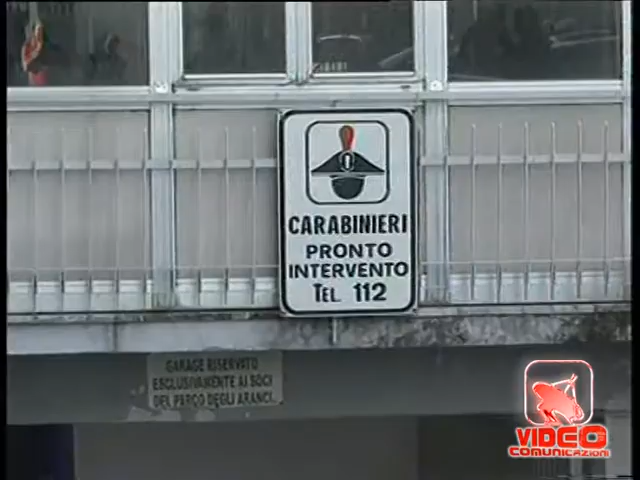 CARABINIERI
PRONTO
INTERVENTO
TEL. 112
GARAGE RISERVATO
ESCLUSIVAMENTE AI SOCI
DEL PARCO DEGLI ARANCI.
VIDEO
COMUNICAZIONI